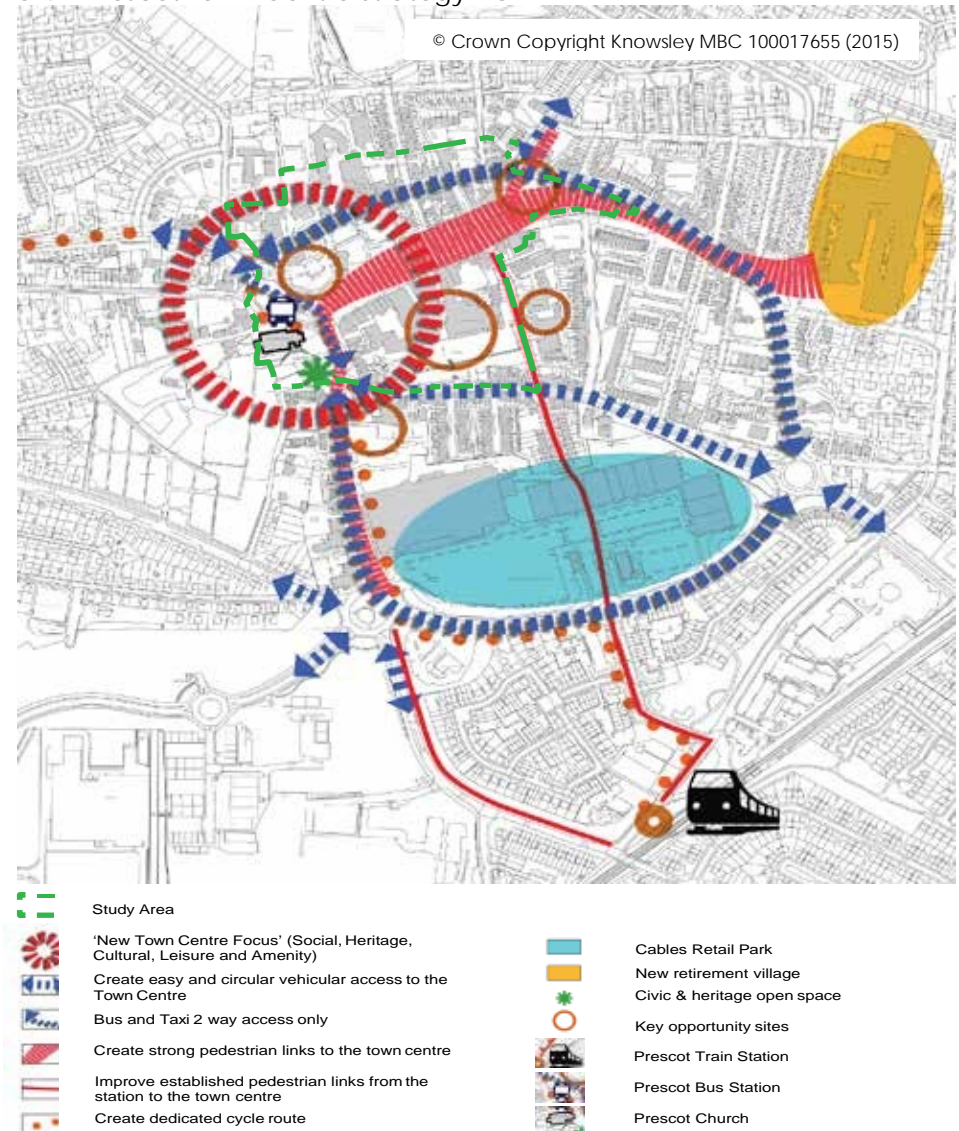 © Crown Copyright Knowsley MBC 100017655 (2015)
Study Area
‘New Town Centre Focus’ (Social, Heritage,
Cultural, Leisure and Amenity)
Create easy and circular vehicular access to the
Town Centre
Bus and Taxi 2 way access only
Create strong pedestrian links to the town centre
Improve established pedestrian links from the
station to the town centre
Create dedicated cycle route
Cables Retail Park
New retirement village
Civic & heritage open space
Key opportunity sites
Prescot Train Station
Prescot Bus Station
Prescot Church